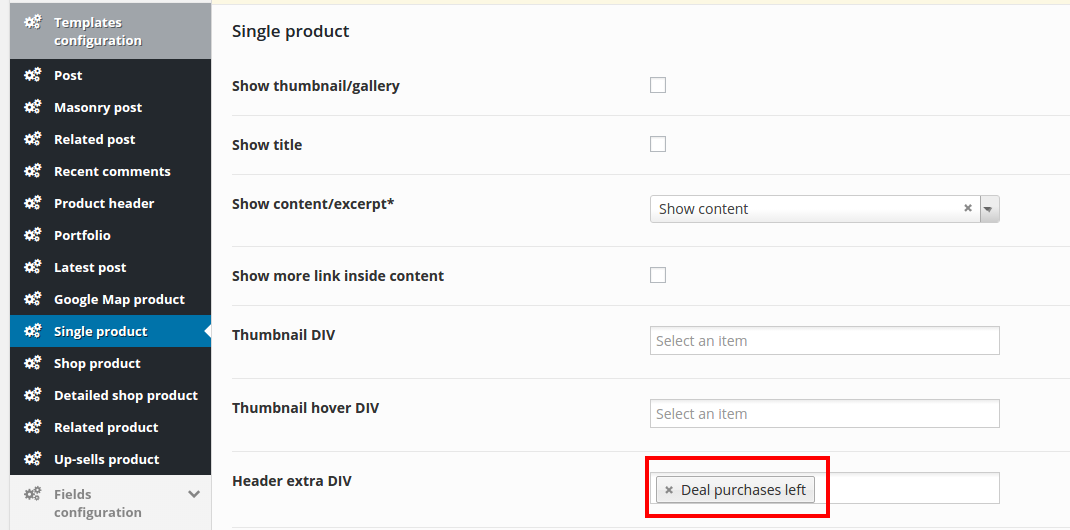 Templates
configuration
Post
Masonry post
Related post
Recent comments
Product header
Portfolio
Latest post
Google Map product
Single product
Shop product
Detailed shop product
Related product
Up-sells product
Fields
configuration
Single product
Show thumbnail/gallery
Show title
Show content/excerpt*
Show content
Show more link inside content
Thumbnail DIV
Select an item
Thumbnail hover DIV
Select an item
Header extra DIV
Deal purchases left